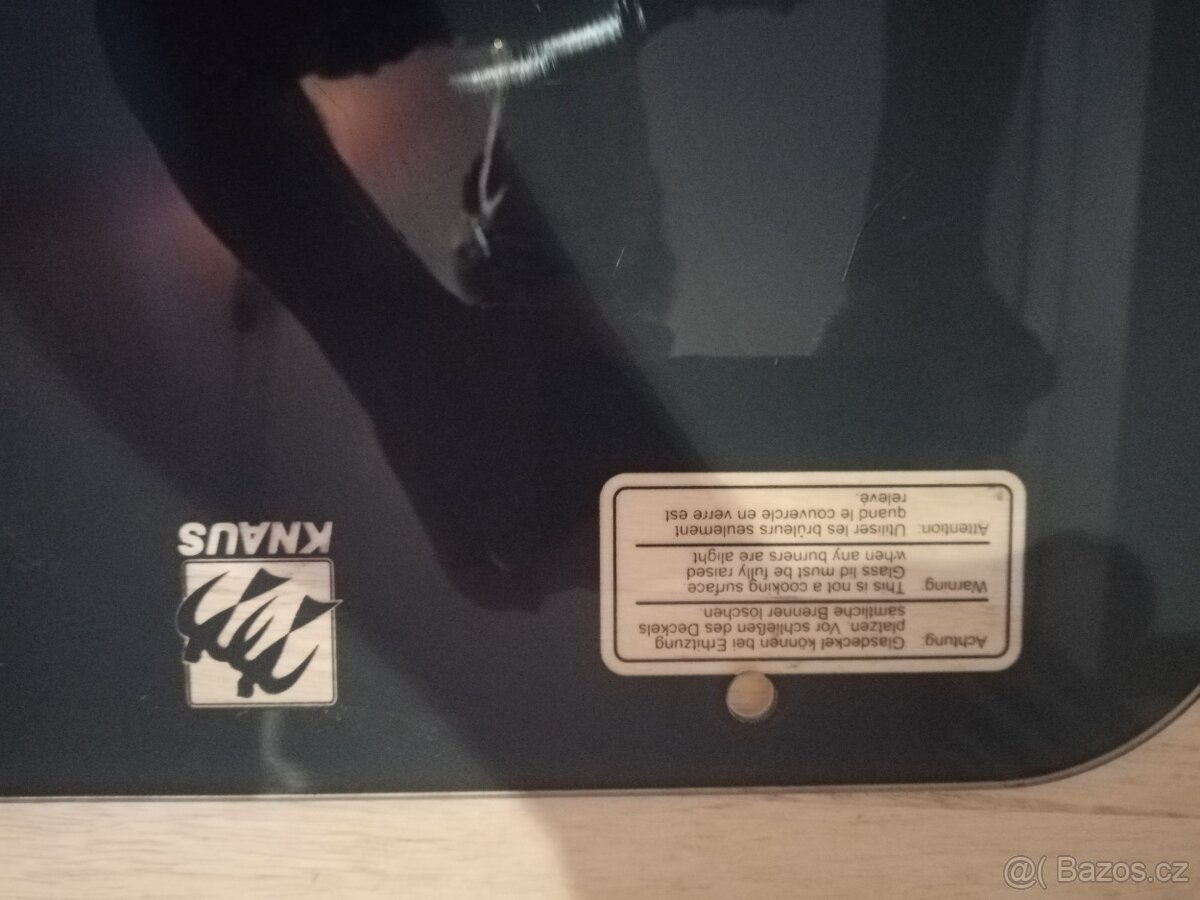 Achtung: Glasdeckel können bei Erhitzung
platzen. Vor schließen des Deckels
sämtliche Brenner löschen
Warning This is not a cooking surface
Glass lid must be fully raised
when any burners are alight
Attention: Utiliser les brûleurs seulement
quand le couvercle en verre est
relevé.
KNAUS
@( Bazos.cz